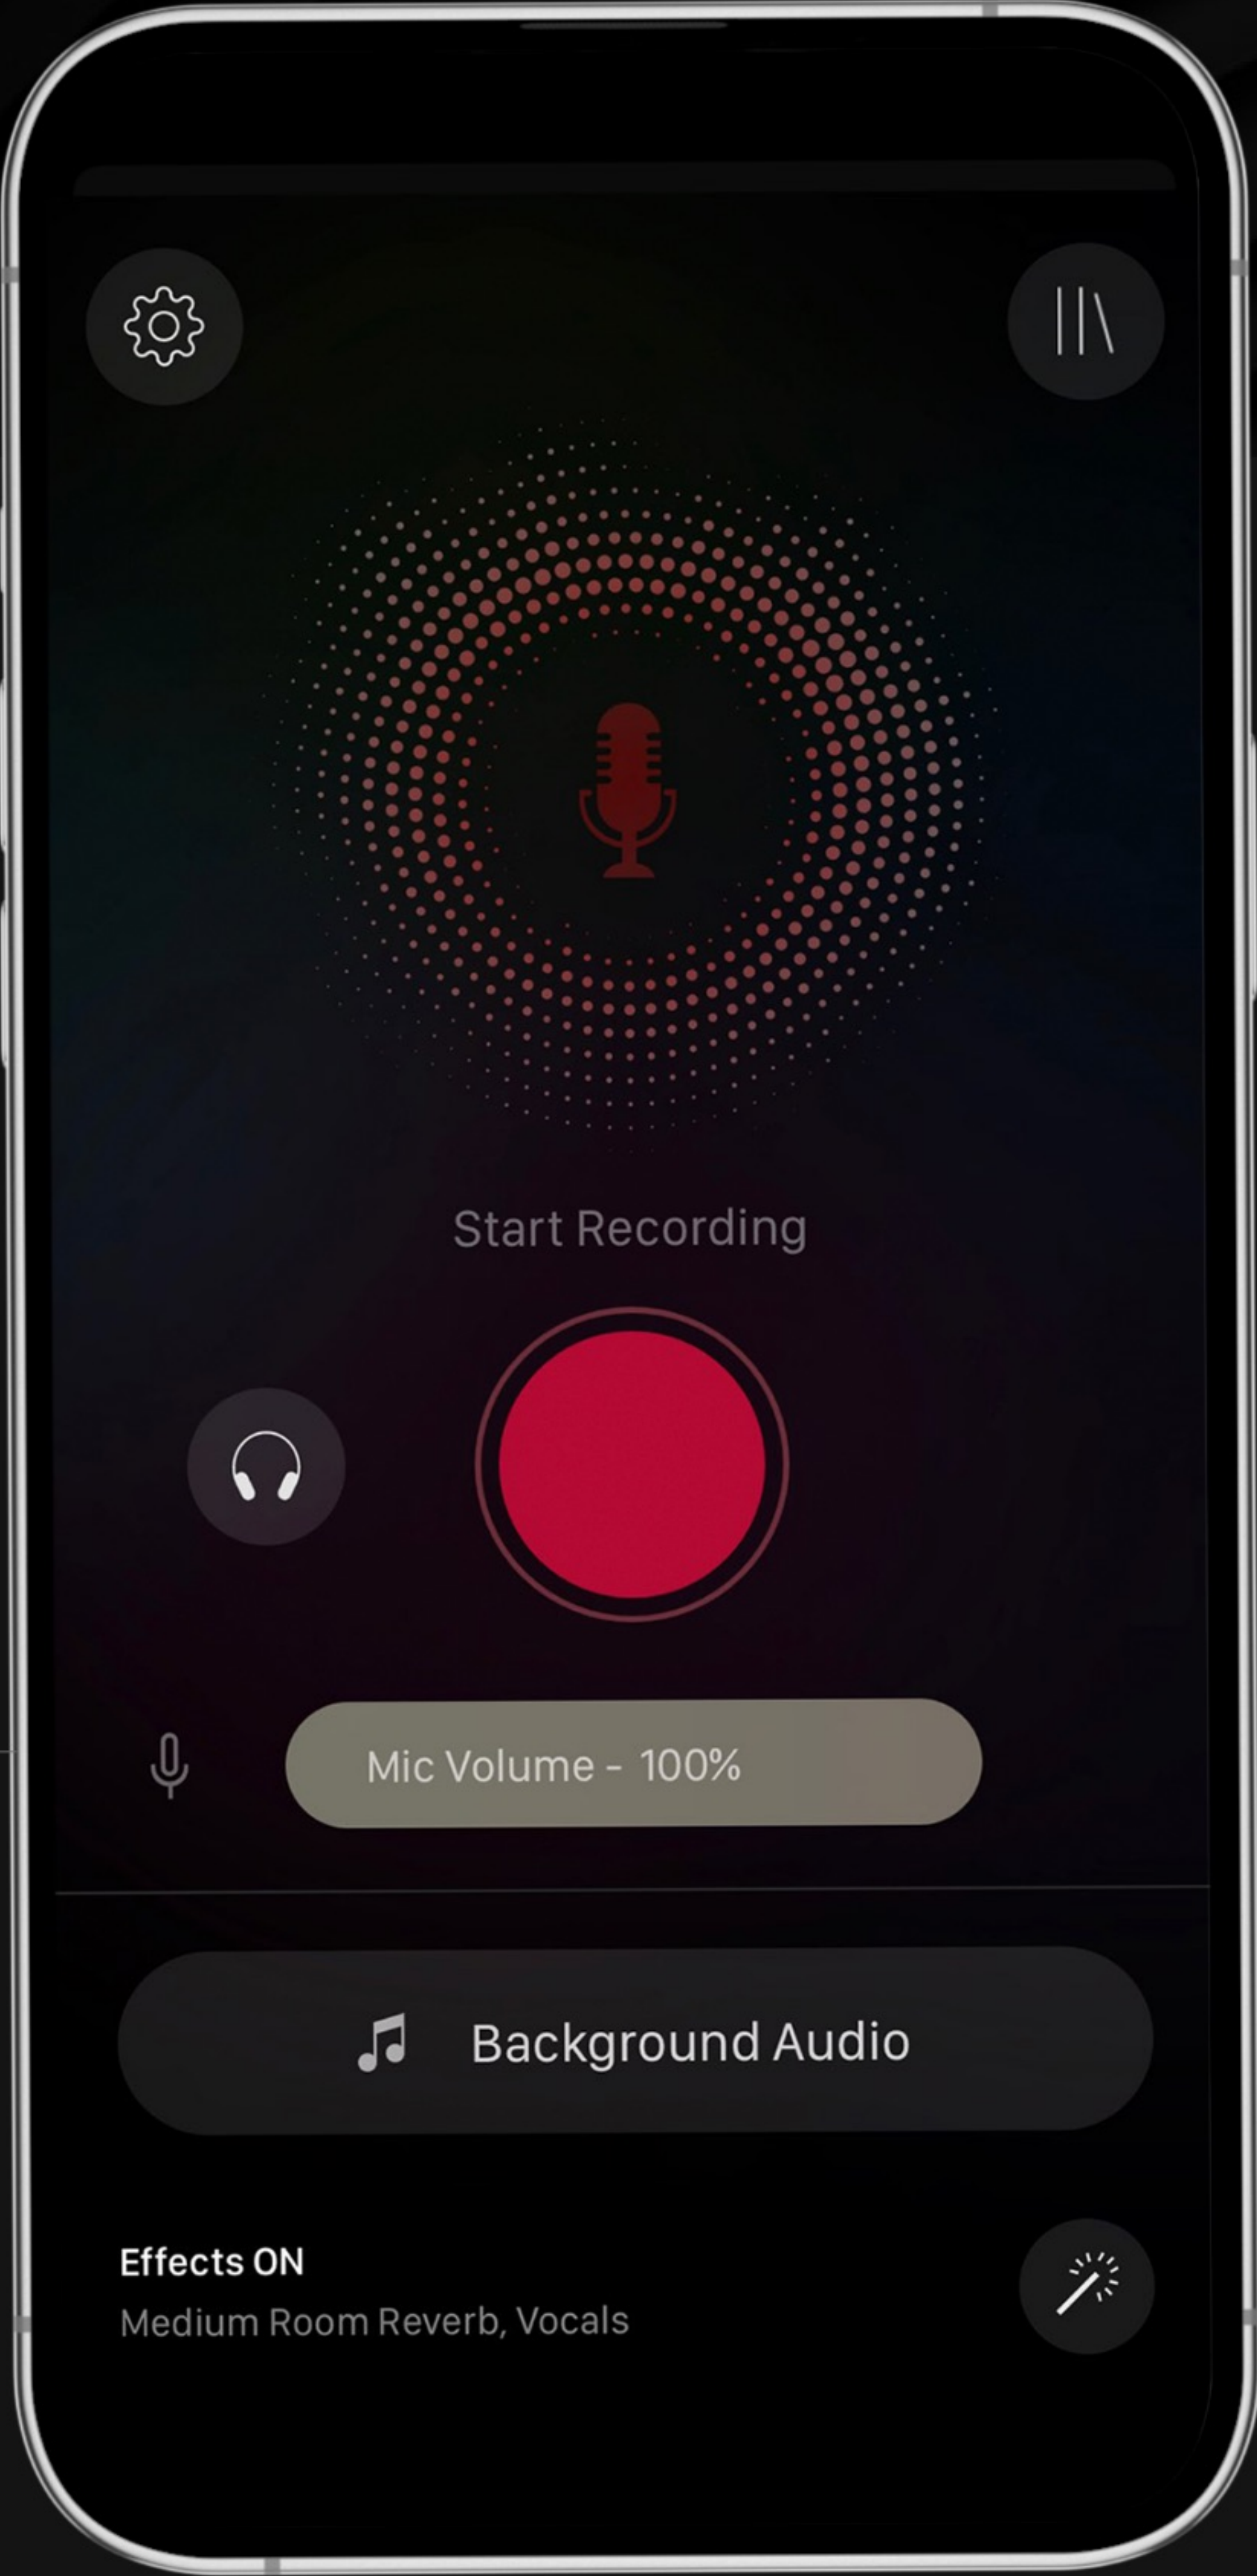 Start Recording
Mic Volume - 100%
Background Audio
Effects ON
Medium Room Reverb, Vocals